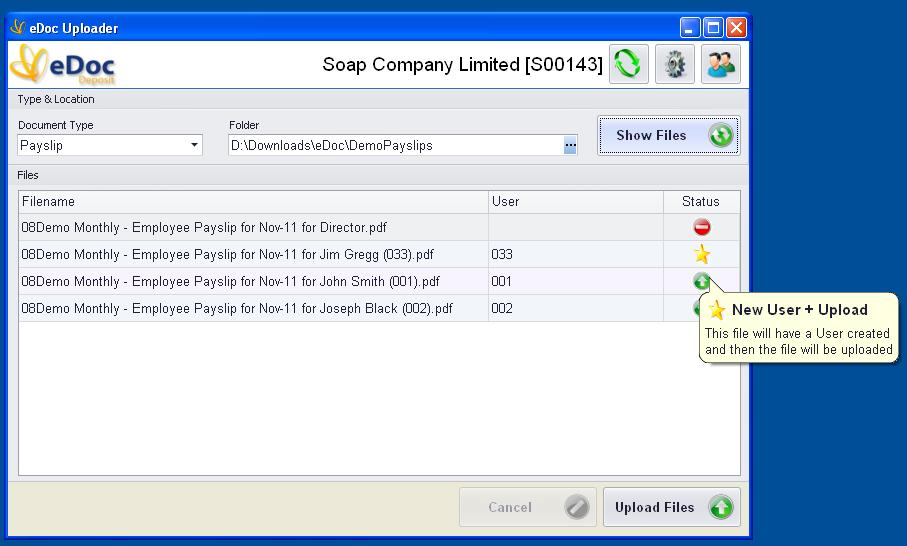 eDoc Uploader
eDoc
Deposit
Soap Company Limited [S00143]
Type & Location
Document Type
Folder
Payslip
D:\Downloads\eDoc\DemoPayslips
...
Show Files
Files
Filename User Status
08Demo Monthly - Employee Payslip for Nov-11 for Director.pdf
08Demo Monthly - Employee Payslip for Nov-11 for Jim Gregg (033).pdf 033
08Demo Monthly - Employee Payslip for Nov-11 for John Smith (001).pdf 001
08Demo Monthly - Employee Payslip for Nov-11 for Joseph Black (002).pdf 002
New User + Upload
This file will have a User created
and then the file will be uploaded
Cancel
Upload Files